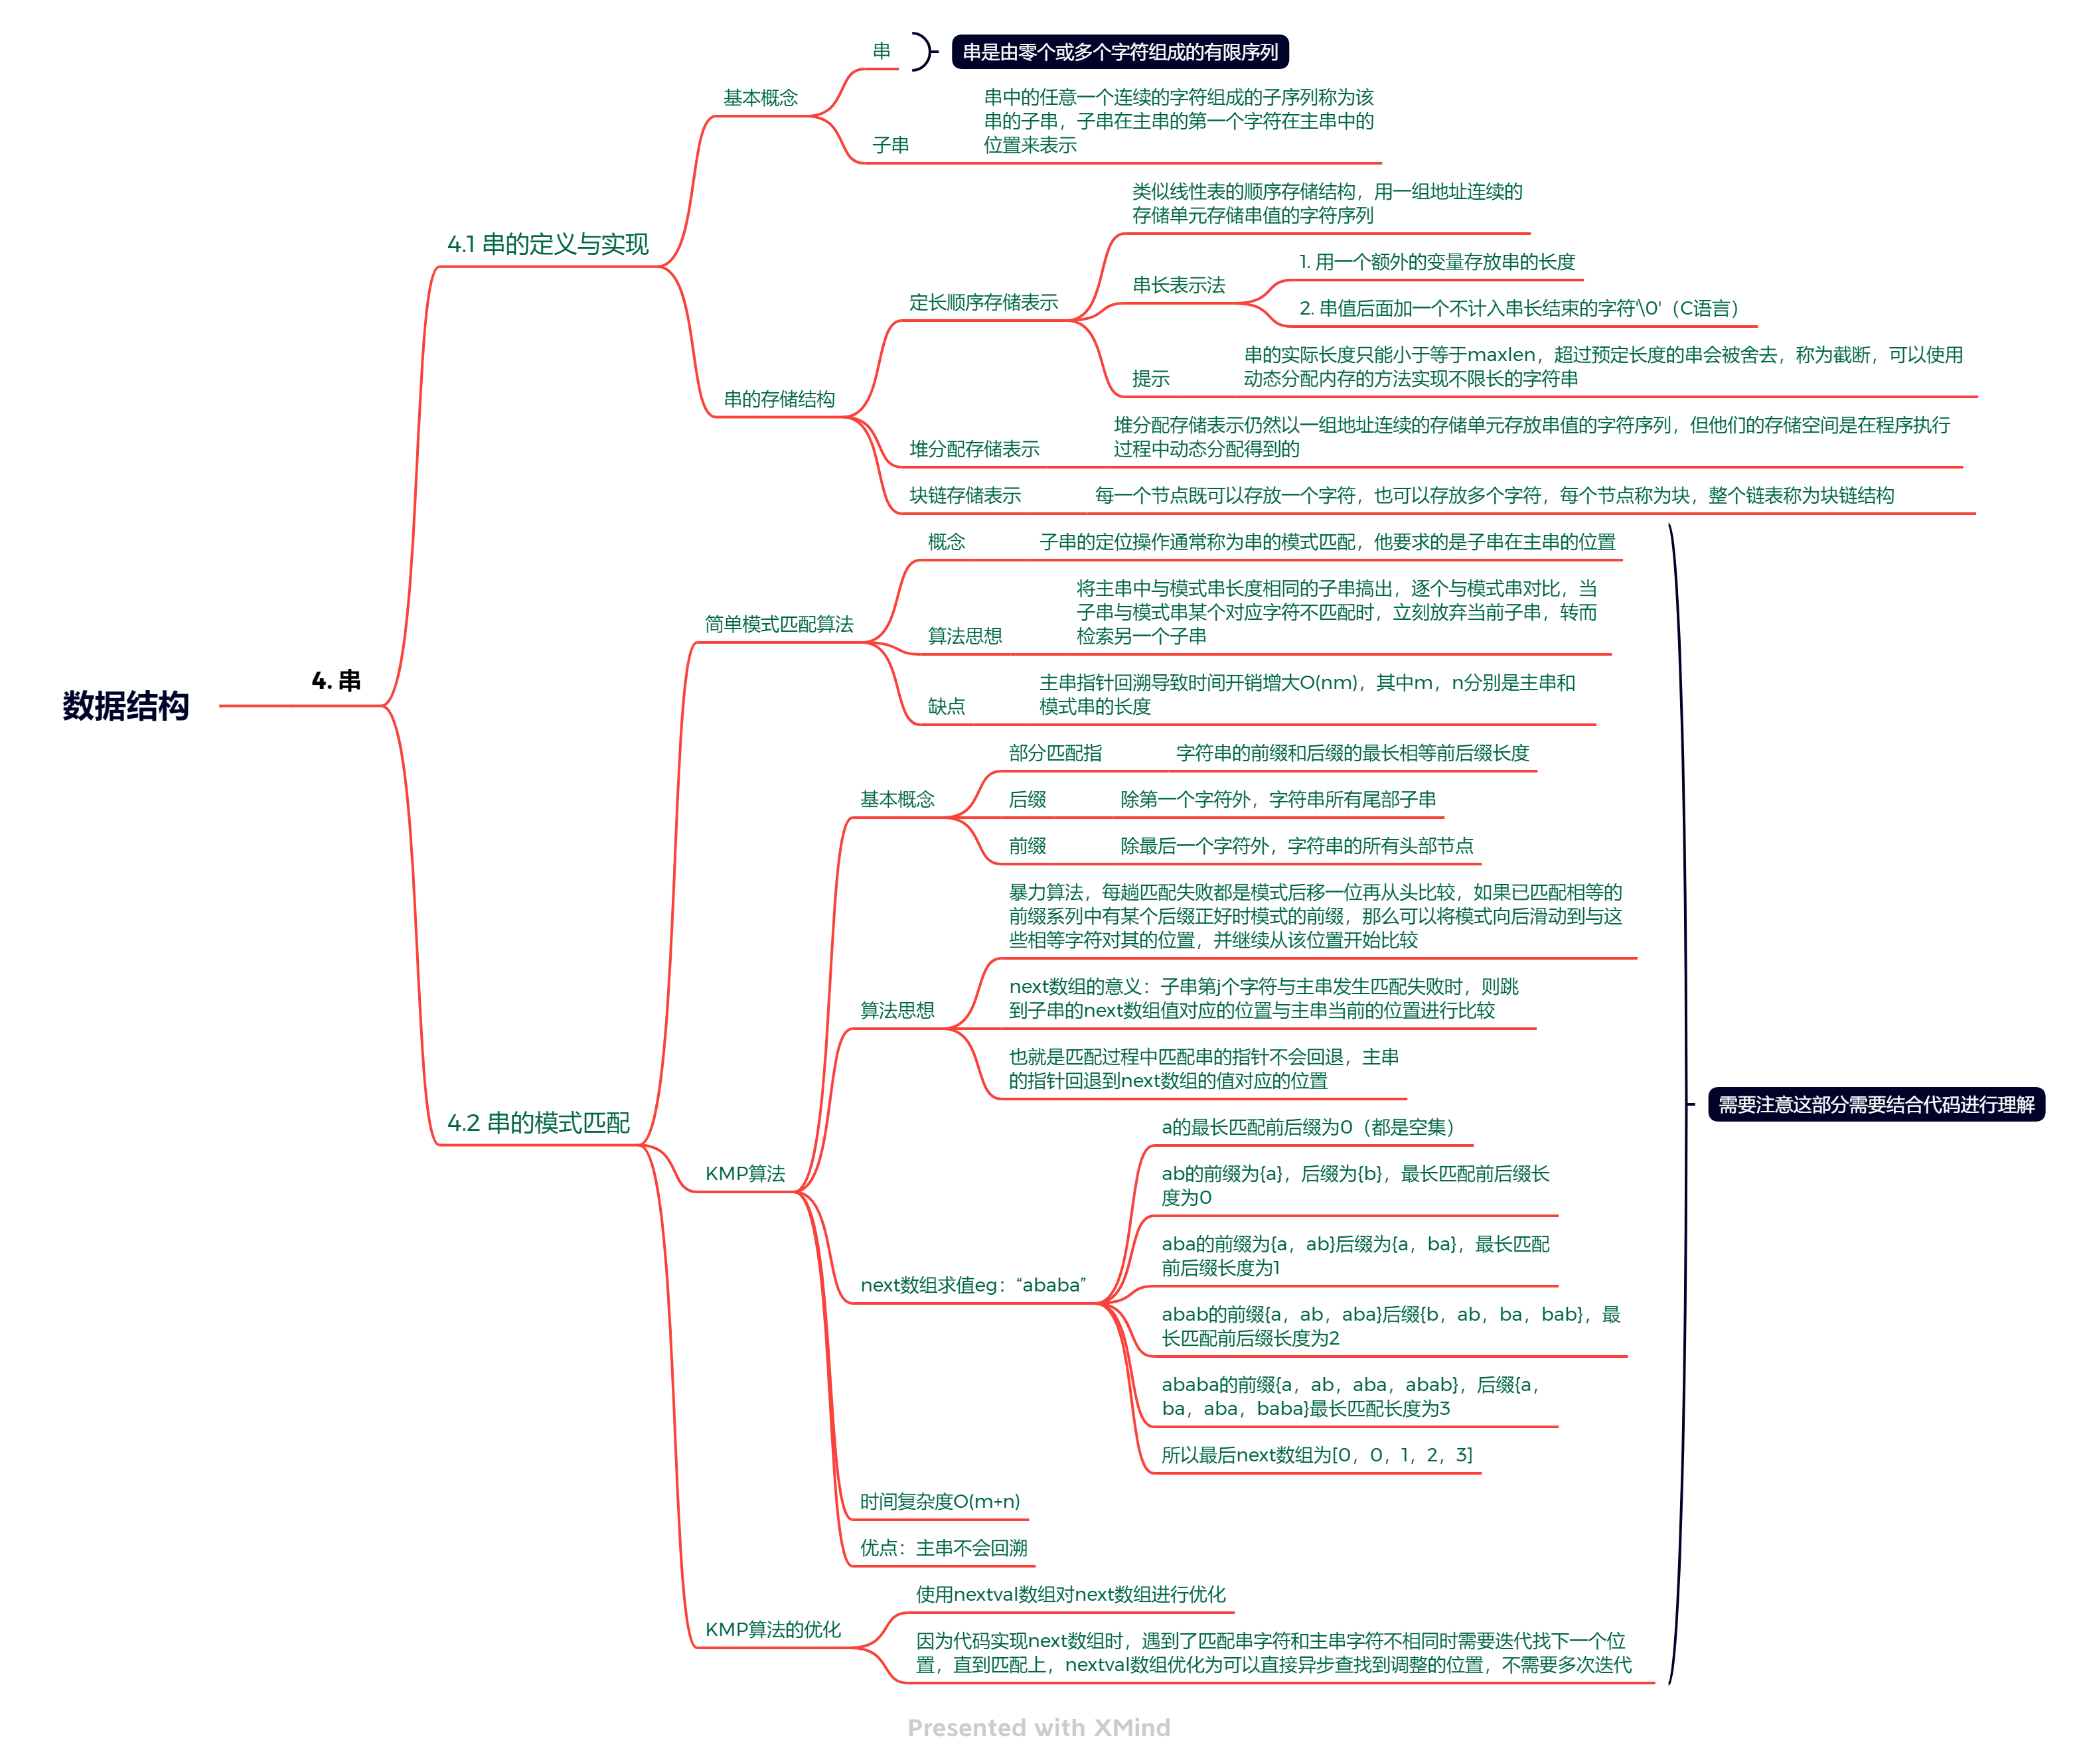 数据结构
4. 串
4.1 串的定义与实现
基本概念
串
串是由零个或多个字符组成的有限序列
子串
串中的任意一个连续的字符组成的子序列称为该
串的子串，子串在主串的第一个字符在主串中的
位置来表示
串的存储结构
定长顺序存储表示
类似线性表的顺序存储结构，用一组地址连续的
存储单元存储串值的字符序列
串长表示法
1. 用一个额外的变量存放串的长度
2. 串值后面加一个不计入串长结束的字符'\0'（C语言）
提示
串的实际长度只能小于等于maxlen，超过预定长度的串会被舍去，称为截断，可以使用
动态分配内存的方法实现不限长的字符串
堆分配存储表示
堆分配存储表示仍然以一组地址连续的存储单元存放串值的字符序列，但他们的存储空间是在程序执行
过程中动态分配得到的
块链存储表示
每一个节点既可以存放一个字符，也可以存放多个字符，每个节点称为块，整个链表称为块链结构
4.2 串的模式匹配
简单模式匹配算法
概念
子串的定位操作通常称为串的模式匹配，他要求的是子串在主串的位置
算法思想
将主串中与模式串长度相同的子串搞出，逐个与模式串对比，当
子串与模式串某个对应字符不匹配时，立刻放弃当前子串，转而
检索另一个子串
缺点
主串指针回溯导致时间开销增大O(nm)，其中m，n分别是主串和
模式串的长度
KMP算法
基本概念
部分匹配指
字符串的前缀和后缀的最长相等前后缀长度
后缀
除第一个字符外，字符串所有尾部子串
前缀
除最后一个字符外，字符串的所有头部节点
算法思想
暴力算法，每趟匹配失败都是模式后移一位再从头比较，如果已匹配相等的
前缀系列中有某个后缀正好时模式的前缀，那么可以将模式向后滑动到与这
些相等字符对其的位置，并继续从该位置开始比较
next数组的意义：子串第j个字符与主串发生匹配失败时，则跳
到子串的next数组值对应的位置与主串当前的位置进行比较
也就是匹配过程中匹配串的指针不会回退，主串
的指针回退到next数组的值对应的位置
next数组求值eg：“ababa”
a的最长匹配前后缀为0（都是空集）
ab的前缀为{a}，后缀为{b}，最长匹配前后缀长
度为0
aba的前缀为{a，ab}后缀为{a，ba}，最长匹配
前后缀长度为1
abab的前缀{a，ab，aba}后缀{b，ab，ba，bab}，最
长匹配前后缀长度为2
ababa的前缀{a，ab，aba，abab}，后缀{a，
ba，aba，baba}最长匹配长度为3
所以最后next数组为[0，0，1，2，3]
时间复杂度O(m+n)
优点：主串不会回溯
KMP算法的优化
使用nextval数组对next数组进行优化
因为代码实现next数组时，遇到了匹配串字符和主串字符不相同时需要迭代找下一个位
置，直到匹配上，nextval数组优化为可以直接异步查找到调整的位置，不需要多次迭代
需要注意这部分需要结合代码进行理解
Presented with XMind